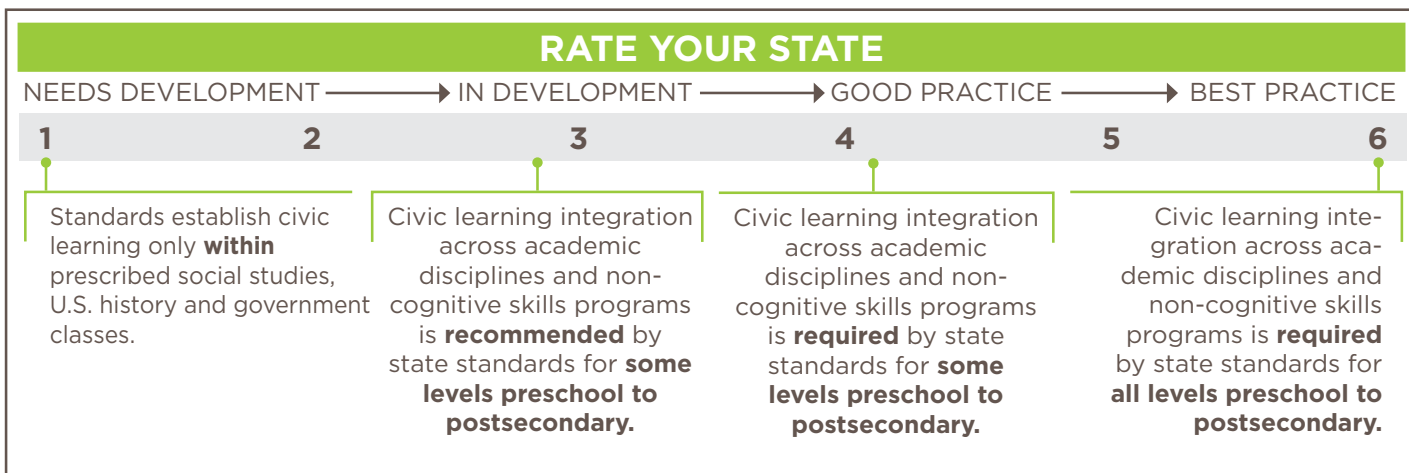 RATE YOUR STATE
NEEDS DEVELOPMENT IN DEVELOPMENT GOOD PRACTICE BEST PRACTICE
1 2 3 4 5 6
Standards establish civic
learning only within
prescribed social studies,
U.S. history and government
classes.
Civic learning integration
across academic
disciplines and non-
cognitive skills programs
is recommended by
state standards for some
levels preschool to
postsecondary.
Civic learning integration
across academic
disciplines and non-
cognitive skills programs
is required by state
standards for some
levels preschool to
postsecondary.
Civic learning inte-
gration across aca-
demic disciplines and
non-cognitive skills
programs is required
by state standards for
all levels preschool to
postsecondary.